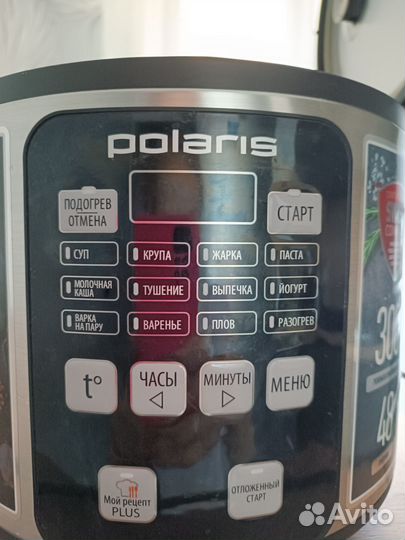 polaris
ПОДОГРЕВ
ОТМЕНА
СТАРТ
СУП
КРУПА
ЖАРКА
ПАСТА
МОЛОЧНАЯ
КАША
ТУШЕНИЕ
ВЫПЕЧКА
ЙОГУРТ
ВАРКА
НА ПАРУ
ВАРЕНЬЕ
ПЛОВ
РАЗОГРЕВ
t°
ЧАСЫ
МИНУТЫ
МЕНЮ
Мой рецепт
PLUS
ОТЛОЖЕННЫЙ
СТАРТ
Avito